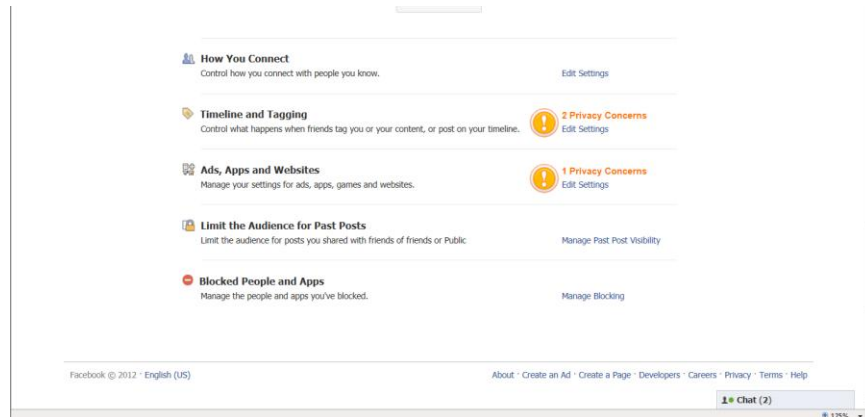 How You Connect
Control how you connect with people you know.
Edit Settings
Timeline and Tagging
2 Privacy Concerns
Control what happens when friends tag you or your content, or post on your timeline.
Edit Settings
Ads, Apps and Websites
1 Privacy Concerns
Manage your settings for ads, apps, games and websites.
Edit Settings
Limit the Audience for Past Posts
Limit the audience for posts you shared with friends of friends or Public
Manage Past Post Visibility
Blocked People and Apps
Manage the people and apps you've blocked.
Manage Blocking
Facebook © 2012 · English (US)
About · Create an Ad · Create a Page · Developers · Careers · Privacy · Terms · Help
Chat (2)
125%